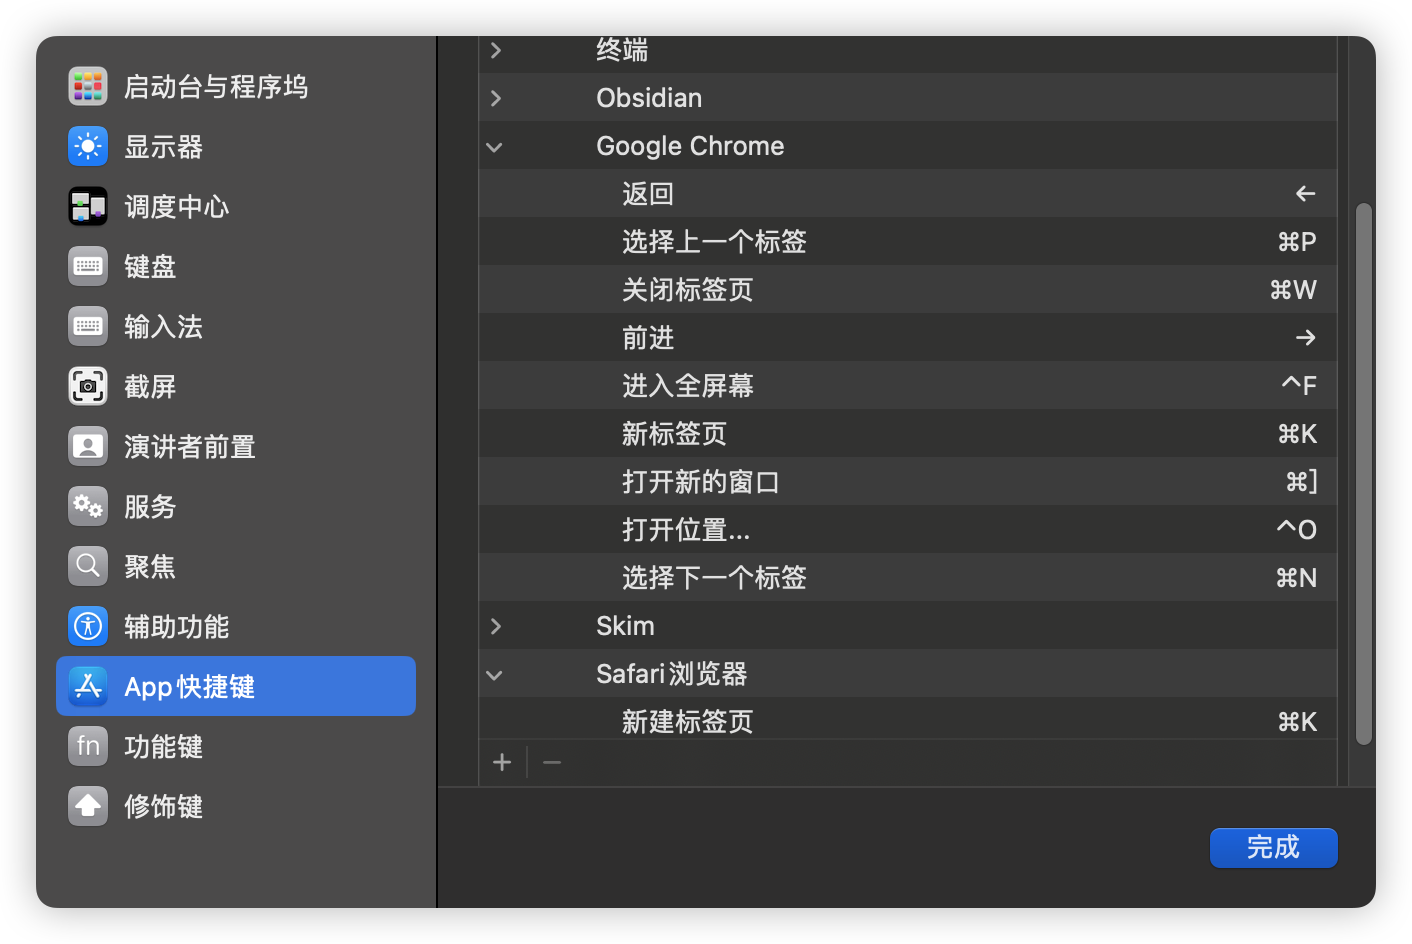 启动台与程序坞
显示器
调度中心
键盘
输入法
截屏
演讲者前置
服务
聚焦
辅助功能
App快捷键
fn 功能键
修饰键
终端
Obsidian
Google Chrome
返回 ←
选择上一个标签 ⌘P
关闭标签页 ⌘W
前进 →
进入全屏幕 ^F
新标签页 ⌘K
打开新的窗口 ⌘]
打开位置... ^O
选择下一个标签 ⌘N
Skim
Safari浏览器
新建标签页 ⌘K
完成